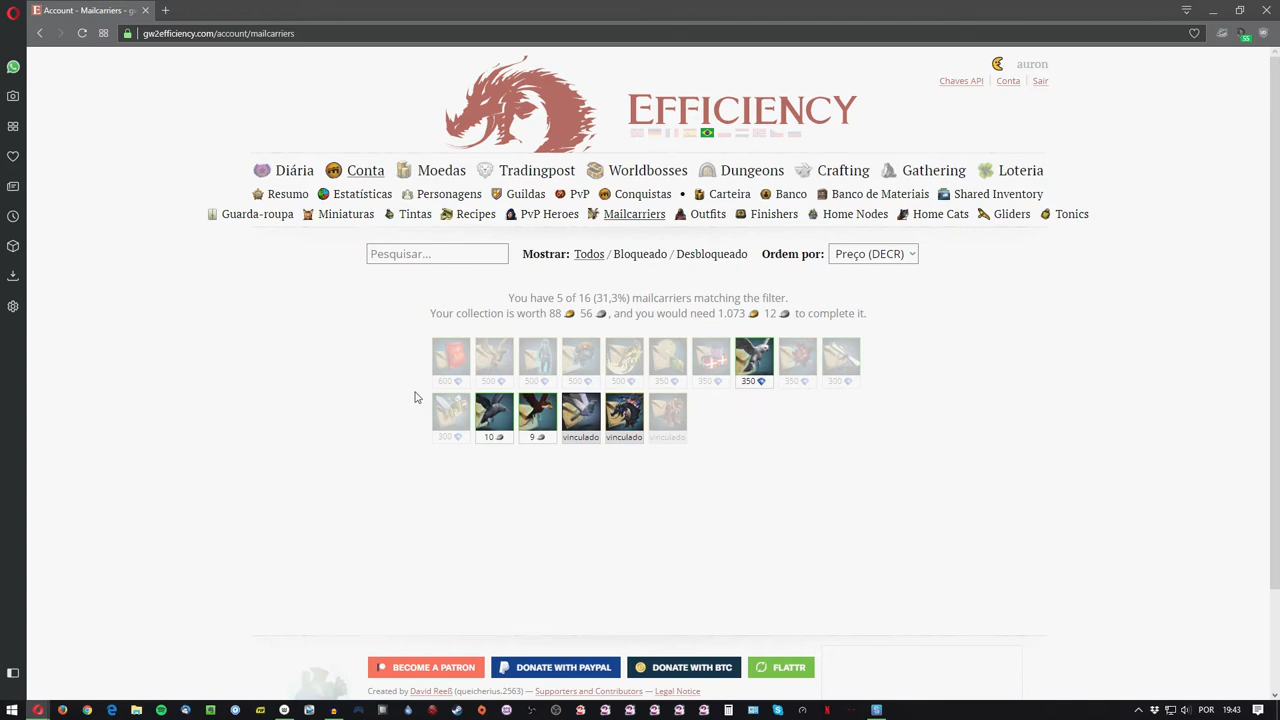 Account - Mailcarriers - gw
gw2efficiency.com/account/mailcarriers
55
auron
Chaves API | Conta | Sair
EFFICIENCY
Diária Conta Moedas Tradingpost Worldbosses Dungeons Crafting Gathering Loteria
Resumo Estatísticas Personagens Guildas PvP Conquistas • Carteira Banco Banco de Materiais Shared Inventory
Guarda-roupa Miniaturas Tintas Recipes PvP Heroes Mailcarriers Outfits Finishers Home Nodes Home Cats Gliders Tonics
Pesquisar... Mostrar: Todos / Bloqueado / Desbloqueado Ordem por: Preço (DECR)
You have 5 of 16 (31,3%) mailcarriers matching the filter.
Your collection is worth 88 56 , and you would need 1.073 12 to complete it.
600 500 500 500 500 350 350 350 350 300
300 10 9 vinculado vinculado vinculado
BECOME A PATRON DONATE WITH PAYPAL DONATE WITH BTC FLATTR
Created by David Reeß (queicherius.2563) — Supporters and Contributors — Legal Notice
POR 19:43